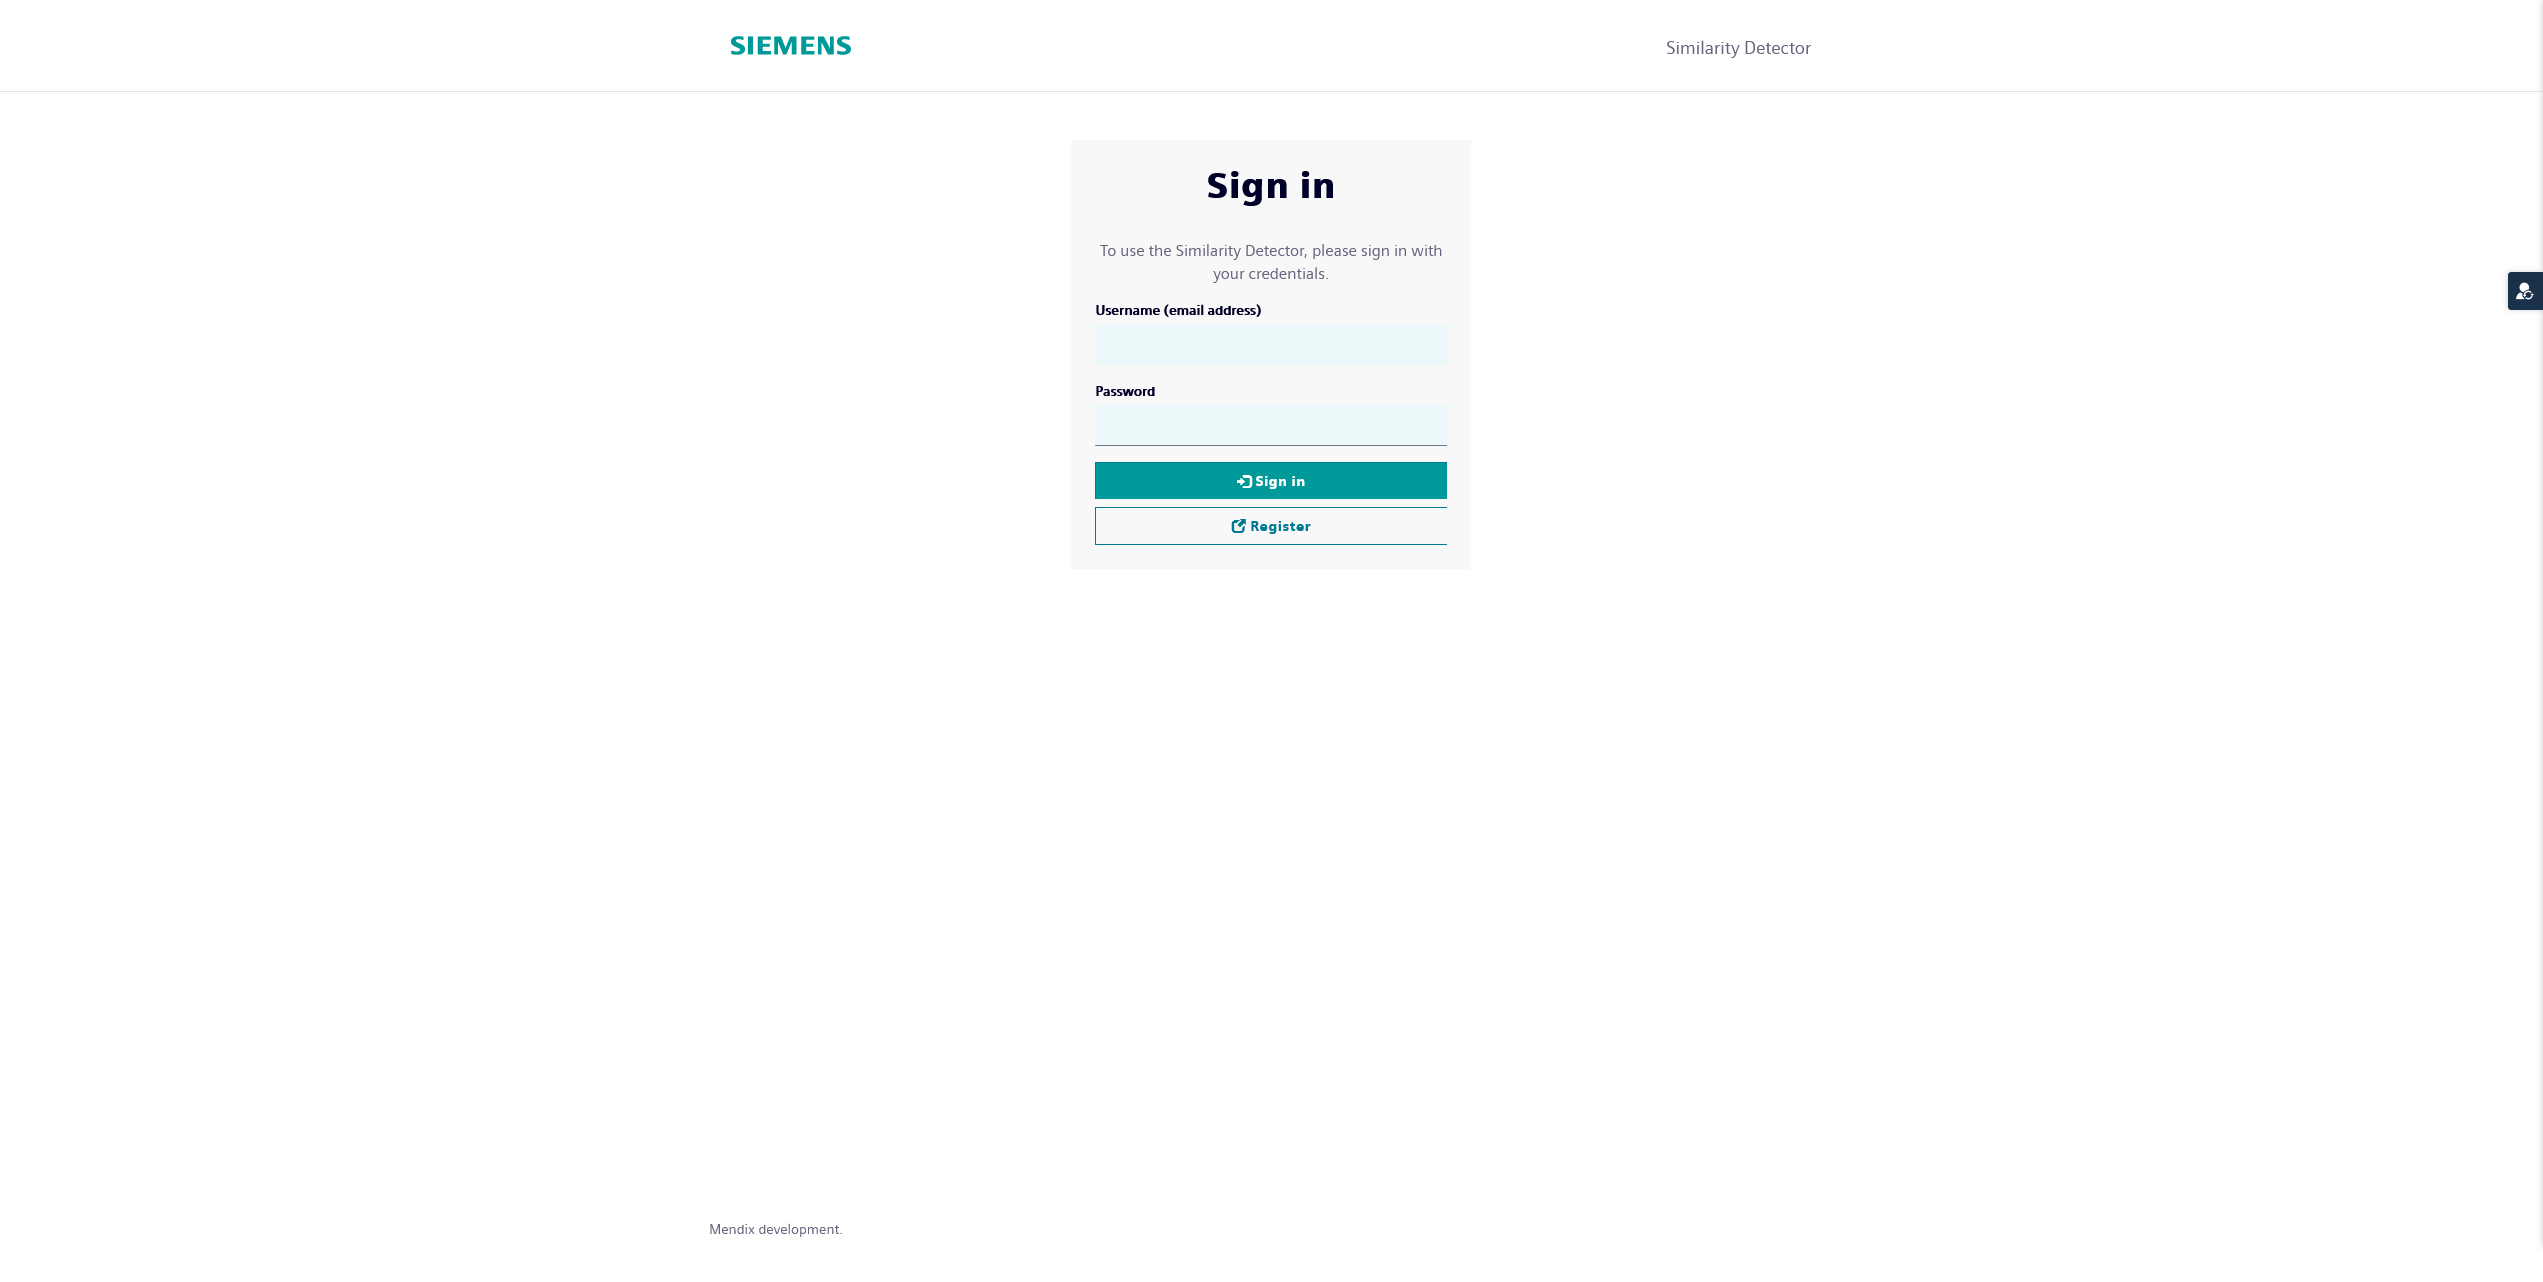 SIEMENS
Similarity Detector
Sign in
To use the Similarity Detector, please sign in with
your credentials.
Username (email address)
Password
Sign in
Register
Mendix development.